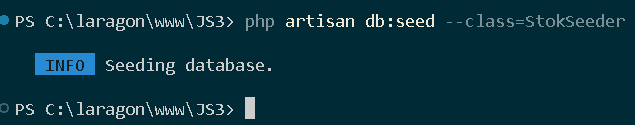 PS C:\laragon\www\JS3> php artisan db:seed --class=StokSeeder
INFO Seeding database.
PS C:\laragon\www\JS3>